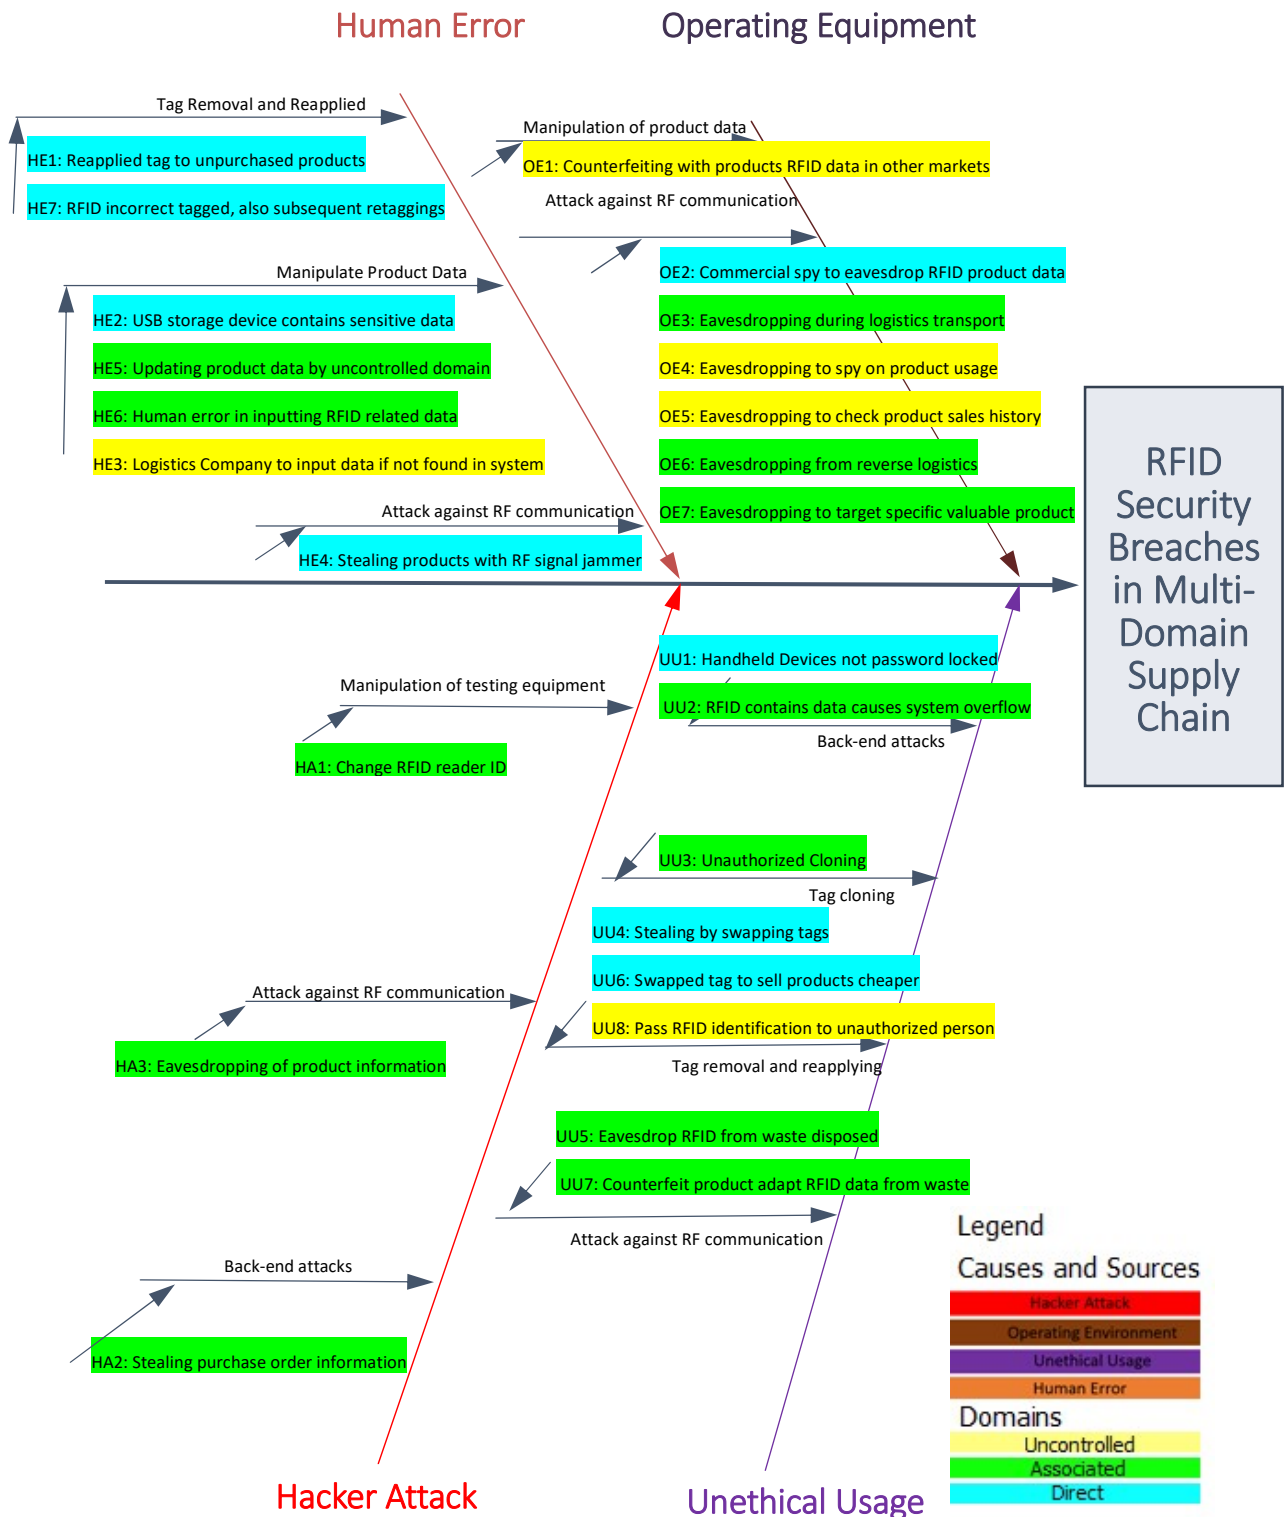 Human Error
Operating Equipment
Tag Removal and Reapplied
HE1: Reapplied tag to unpurchased products
HE7: RFID incorrect tagged, also subsequent retaggings
Manipulate Product Data
HE2: USB storage device contains sensitive data
HE5: Updating product data by uncontrolled domain
HE6: Human error in inputting RFID related data
HE3: Logistics Company to input data if not found in system
Attack against RF communication
HE4: Stealing products with RF signal jammer
Manipulation of product data
OE1: Counterfeiting with products RFID data in other markets
Attack against RF communication
OE2: Commercial spy to eavesdrop RFID product data
OE3: Eavesdropping during logistics transport
OE4: Eavesdropping to spy on product usage
OE5: Eavesdropping to check product sales history
OE6: Eavesdropping from reverse logistics
OE7: Eavesdropping to target specific valuable product
RFID
Security
Breaches
in Multi-
Domain
Supply
Chain
Manipulation of testing equipment
HA1: Change RFID reader ID
Attack against RF communication
HA3: Eavesdropping of product information
Back-end attacks
HA2: Stealing purchase order information
Hacker Attack
UU1: Handheld Devices not password locked
UU2: RFID contains data causes system overflow
Back-end attacks
UU3: Unauthorized Cloning
Tag cloning
UU4: Stealing by swapping tags
UU6: Swapped tag to sell products cheaper
UU8: Pass RFID identification to unauthorized person
Tag removal and reapplying
UU5: Eavesdrop RFID from waste disposed
UU7: Counterfeit product adapt RFID data from waste
Attack against RF communication
Unethical Usage
Legend
Causes and Sources
Hacker Attack
Operating Environment
Unethical Usage
Human Error
Domains
Uncontrolled
Associated
Direct